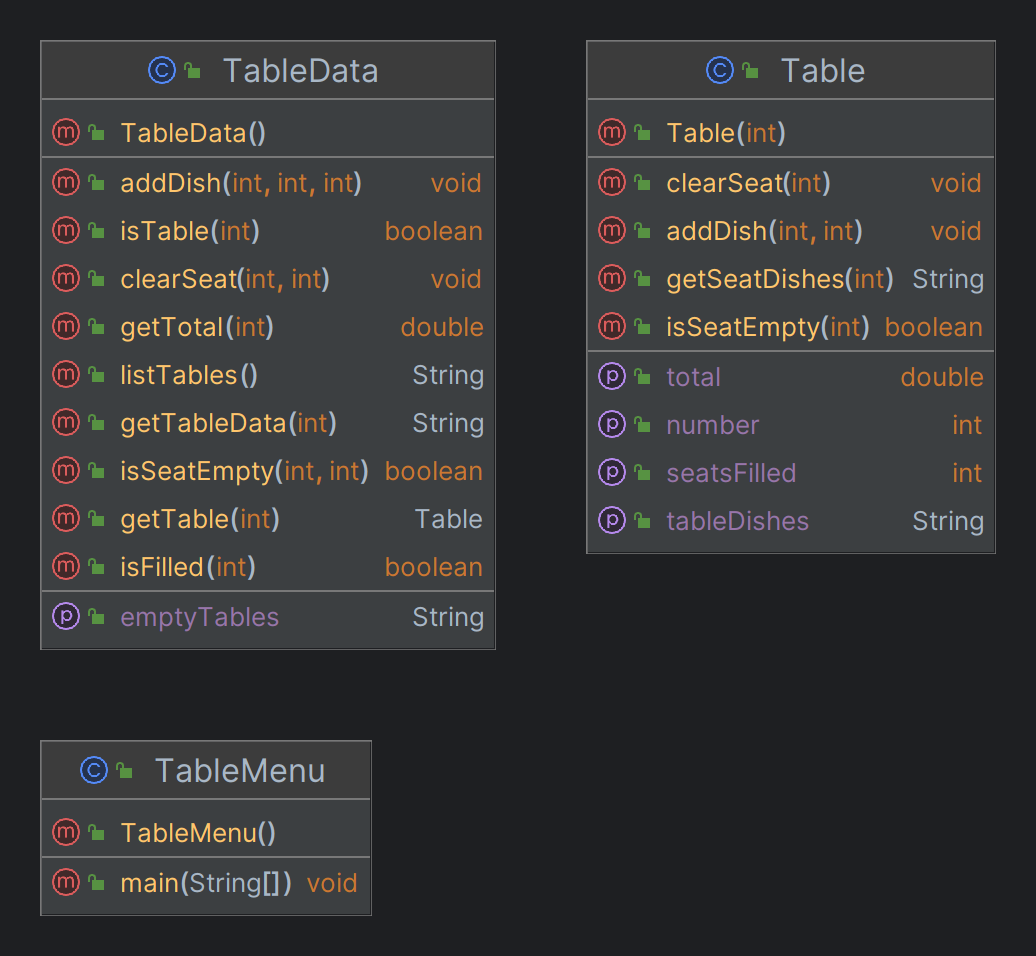 TableData
TableData()
addDish(int, int, int) void
isTable(int) boolean
clearSeat(int, int) void
getTotal(int) double
listTables() String
getTableData(int) String
isSeatEmpty(int, int) boolean
getTable(int) Table
isFilled(int) boolean
emptyTables String
Table
Table(int)
clearSeat(int) void
addDish(int, int) void
getSeatDishes(int) String
isSeatEmpty(int) boolean
total double
number int
seatsFilled int
tableDishes String
TableMenu
TableMenu()
main(String[]) void